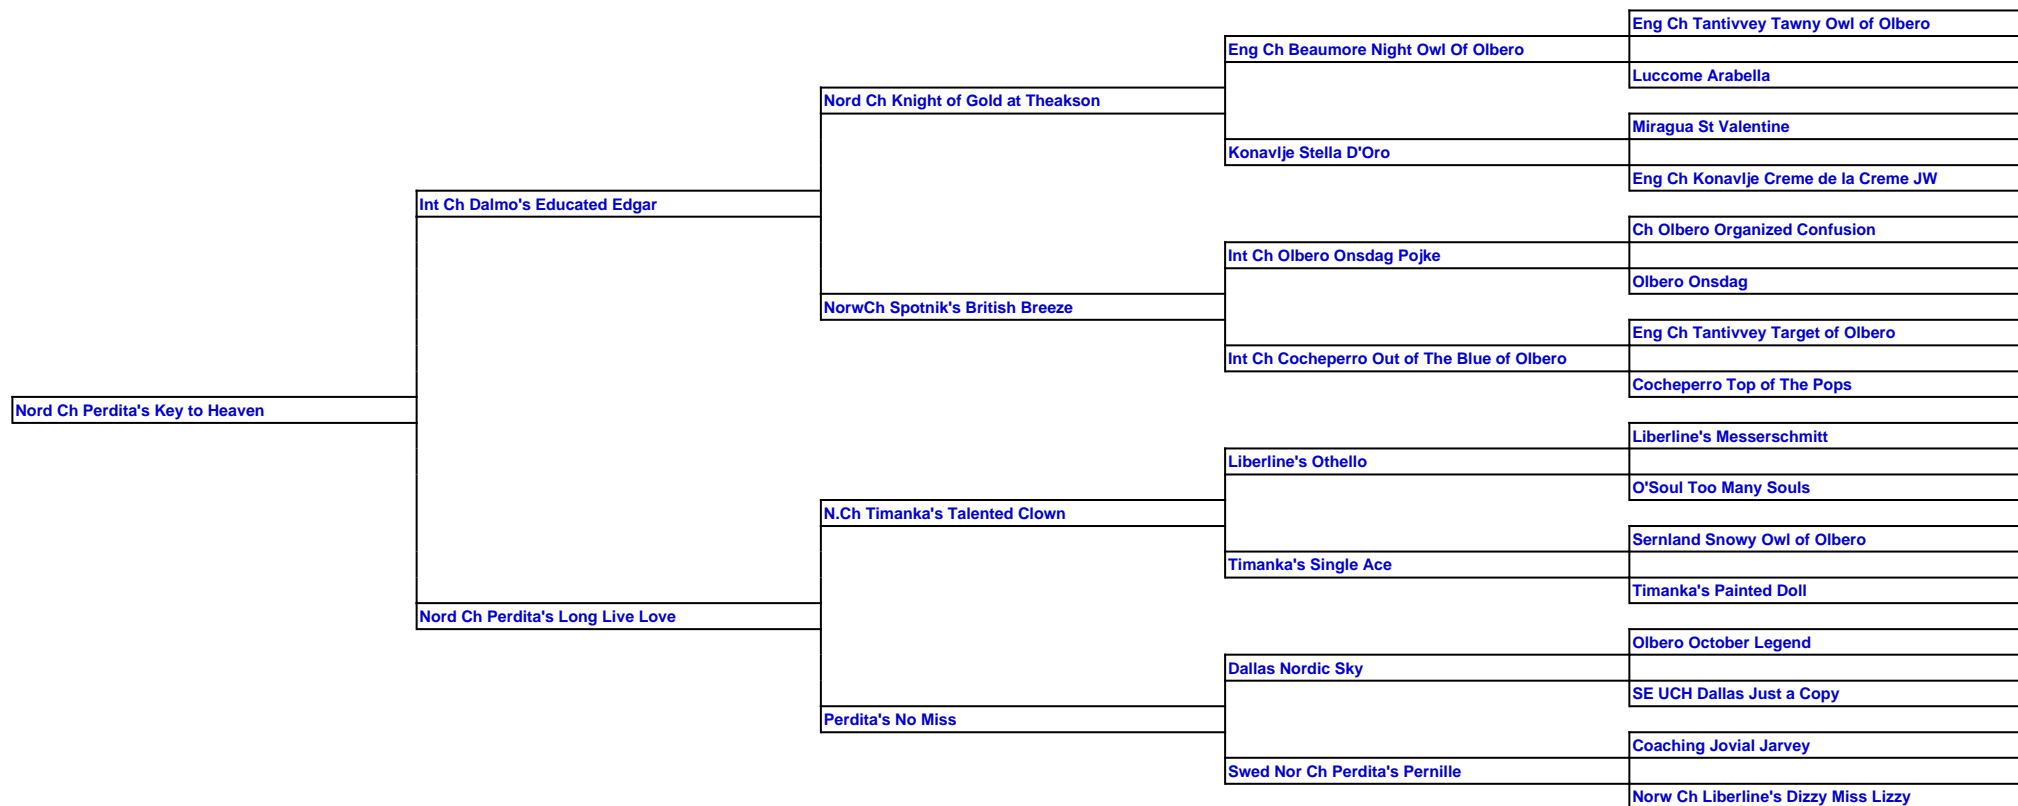 Eng Ch Tantivvey Tawny Owl of Olbero
Eng Ch Beaumore Night Owl Of Olbero
Luccome Arabella
Nord Ch Knight of Gold at Theakson
Miragua St Valentine
Konavlje Stella D'Oro
Eng Ch Konavlje Creme de la Creme JW
Int Ch Dalmo's Educated Edgar
Ch Olbero Organized Confusion
Int Ch Olbero Onsdag Pojke
Olbero Onsdag
NorwCh Spotnik's British Breeze
Eng Ch Tantivvey Target of Olbero
Int Ch Cocheperro Out of The Blue of Olbero
Cocheperro Top of The Pops
Nord Ch Perdita's Key to Heaven
Liberline's Messerschmitt
Liberline's Othello
O'Soul Too Many Souls
N.Ch Timanka's Talented Clown
Sernland Snowy Owl of Olbero
Timanka's Single Ace
Timanka's Painted Doll
Nord Ch Perdita's Long Live Love
Olbero October Legend
Dallas Nordic Sky
SE UCH Dallas Just a Copy
Perdita's No Miss
Coaching Jovial Jarvey
Swed Nor Ch Perdita's Pernille
Norw Ch Liberline's Dizzy Miss Lizzy